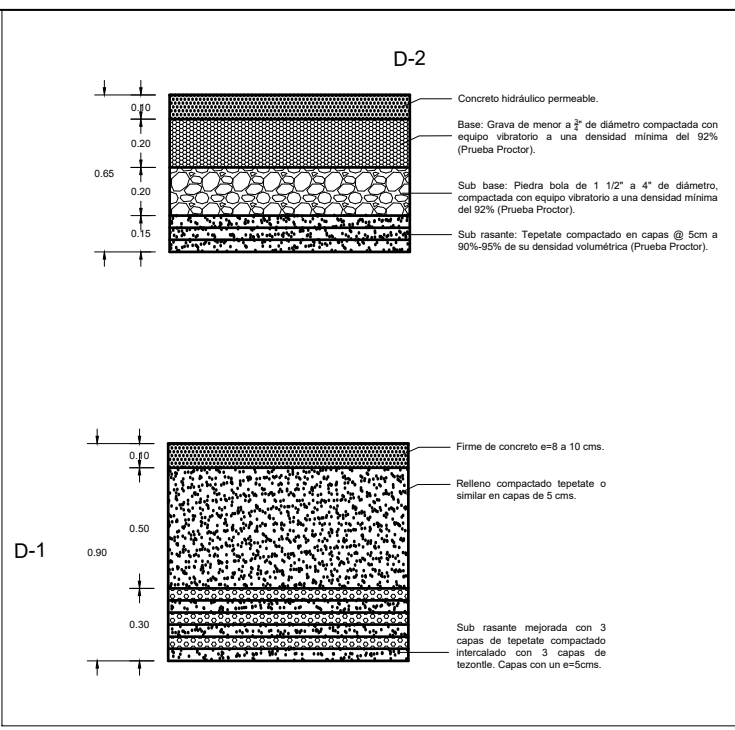 D-2
0.10
0.20
0.65
0.20
0.15
Concreto hidráulico permeable.
Base: Grava de menor a ¾" de diámetro compactada con
equipo vibratorio a una densidad mínima del 92%
(Prueba Proctor).
Sub base: Piedra bola de 1 1/2" a 4" de diámetro,
compactada con equipo vibratorio a una densidad mínima
del 92% (Prueba Proctor).
Sub rasante: Tepetate compactado en capas @ 5cm a
90%-95% de su densidad volumétrica (Prueba Proctor).
D-1
0.10
0.50
0.90
0.30
Firme de concreto e=8 a 10 cms.
Relleno compactado tepetate o
similar en capas de 5 cms.
Sub rasante mejorada con 3
capas de tepetate compactado
intercalado con 3 capas de
tezontle. Capas con un e=5cms.